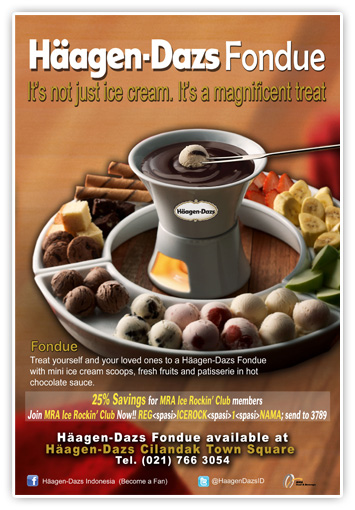 Häagen-Dazs Fondue
It's not just ice cream. It's a magnificent treat
Häagen-Dazs
Fondue
Treat yourself and your loved ones to a Häagen-Dazs Fondue
with mini ice cream scoops, fresh fruits and patisserie in hot
chocolate sauce.
25% Savings for MRA Ice Rockin' Club members
Join MRA Ice Rockin' Club Now!! REG<spasi>ICEROCK<spasi>1<spasi>NAMA; send to 3789
Häagen-Dazs Fondue available at
Häagen-Dazs Cilandak Town Square
Tel. (021) 766 3054
Häagen-Dazs Indonesia (Become a Fan)
@HaagenDazsID